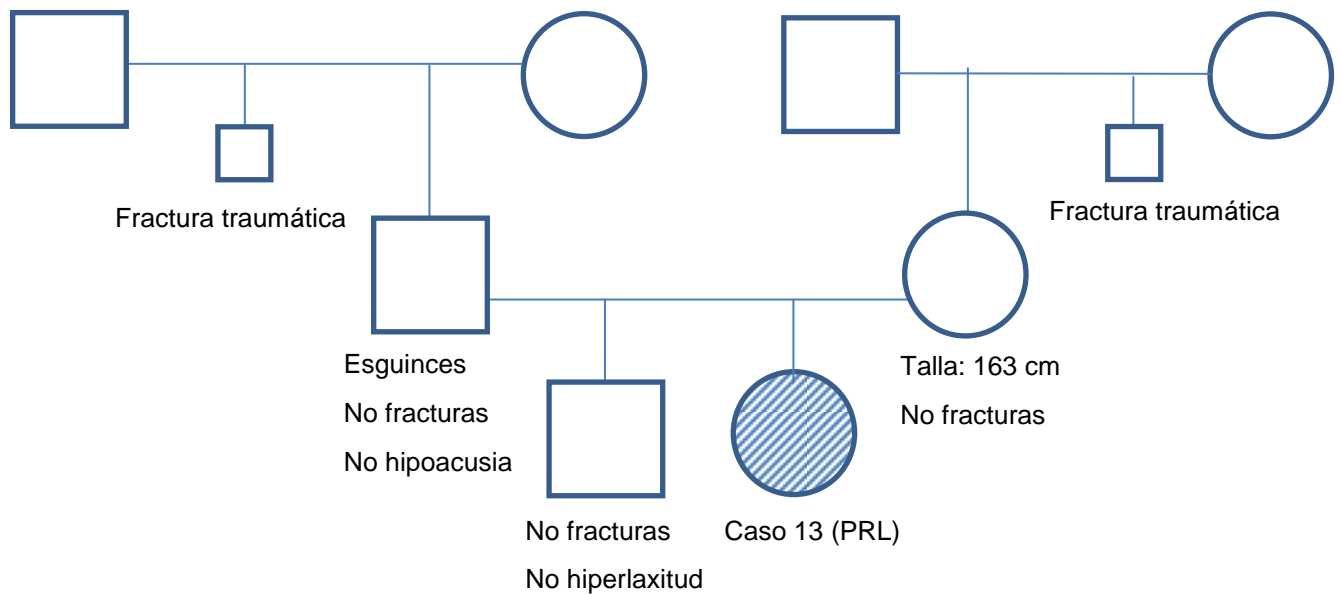 Fractura traumática
Fractura traumática
Esguinces
No fracturas
No hipoacusia
Talla: 163 cm
No fracturas
No fracturas
No hiperlaxitud
Caso 13 (PRL)